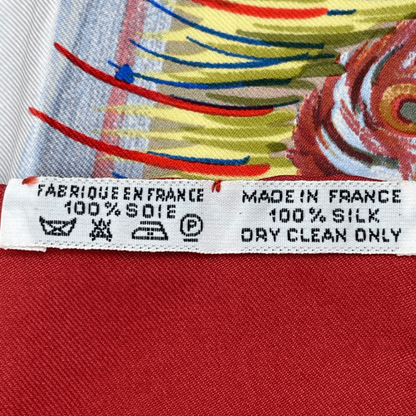 FABRIQUE EN FRANCE
100% SOIE
P
MADE IN FRANCE
100% SILK
DRY CLEAN ONLY